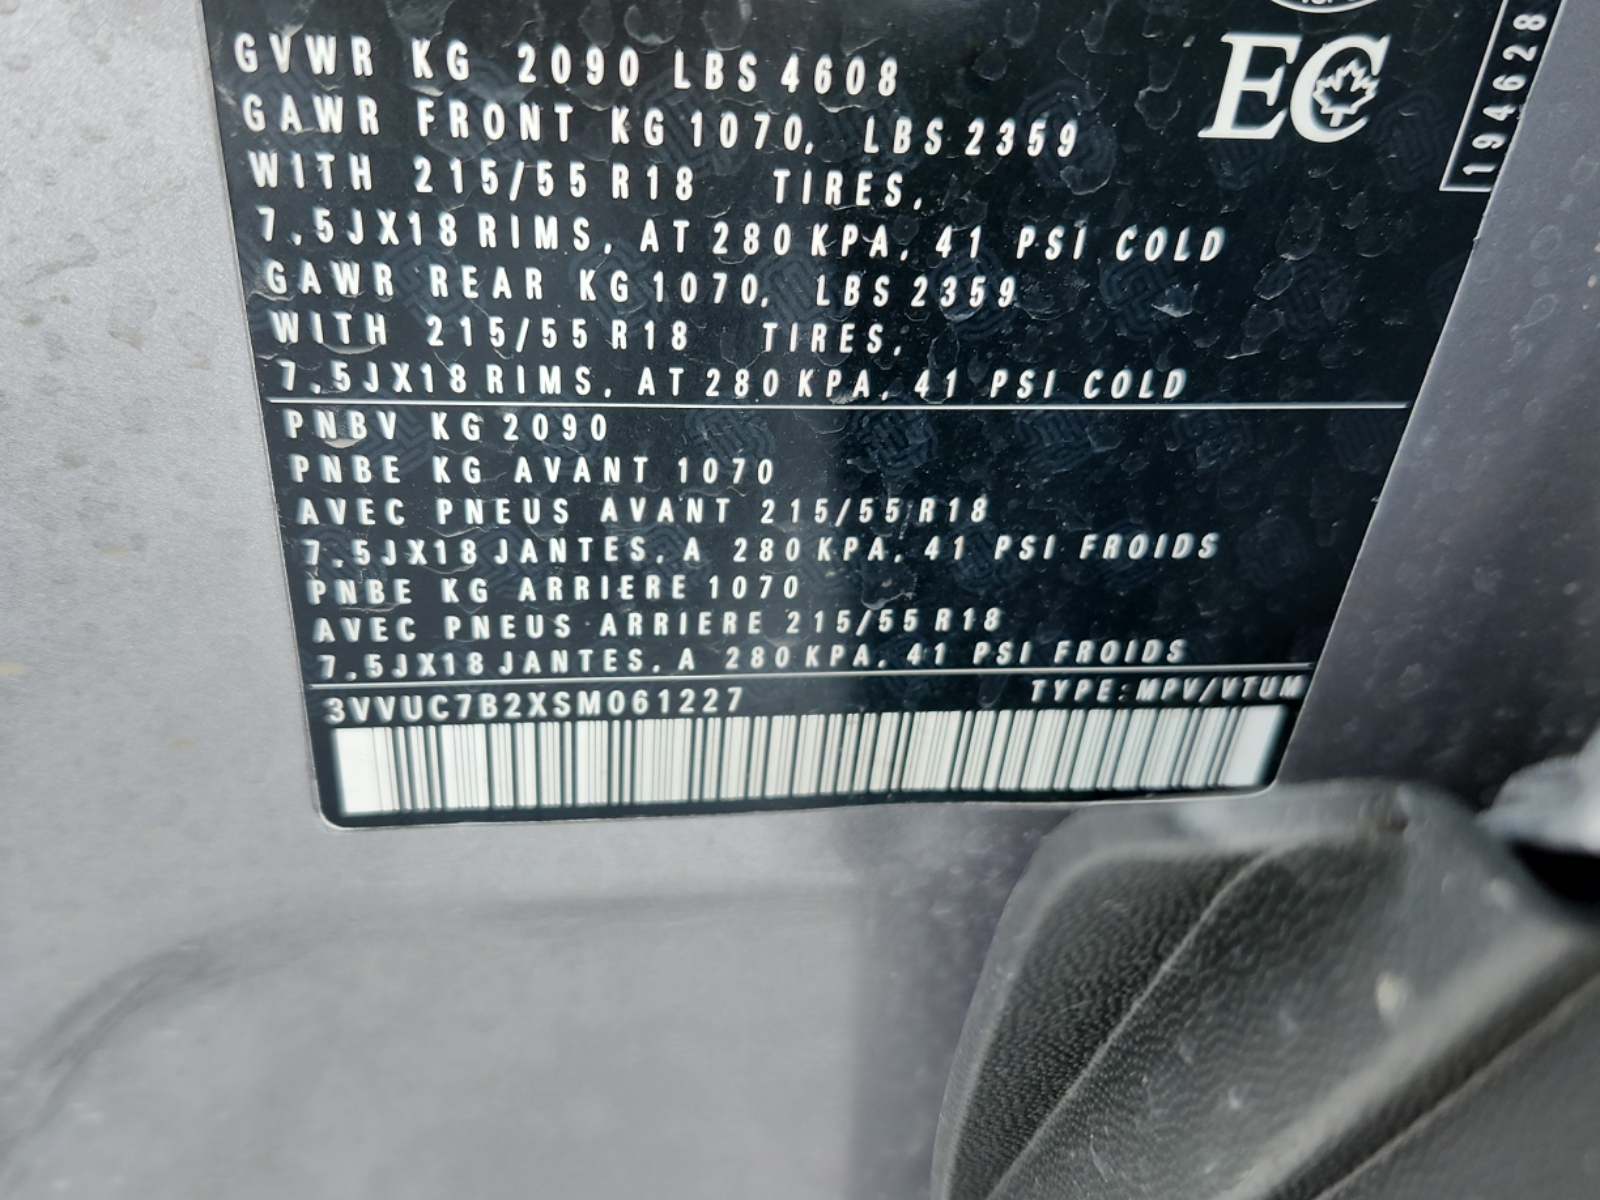 GVWR KG 2090 LBS 4608
GAWR FRONT KG 1070, LBS 2359
WITH 215/55 R18 TIRES,
7.5JX18 RIMS, AT 280 KPA, 41 PSI COLD
GAWR REAR KG 1070, LBS 2359
WITH 215/55 R18 TIRES,
7.5JX18 RIMS, AT 280 KPA, 41 PSI COLD
EC
194628
PNBV KG 2090
PNBE KG AVANT 1070
AVEC PNEUS AVANT 215/55 R18
7.5JX18 JANTES, A 280 KPA, 41 PSI FROIDS
PNBE KG ARRIERE 1070
AVEC PNEUS ARRIERE 215/55 R18
7.5JX18 JANTES, A 280 KPA, 41 PSI FROIDS
3VVUC7B2XSM061227
TYPE:MPV/VTUM